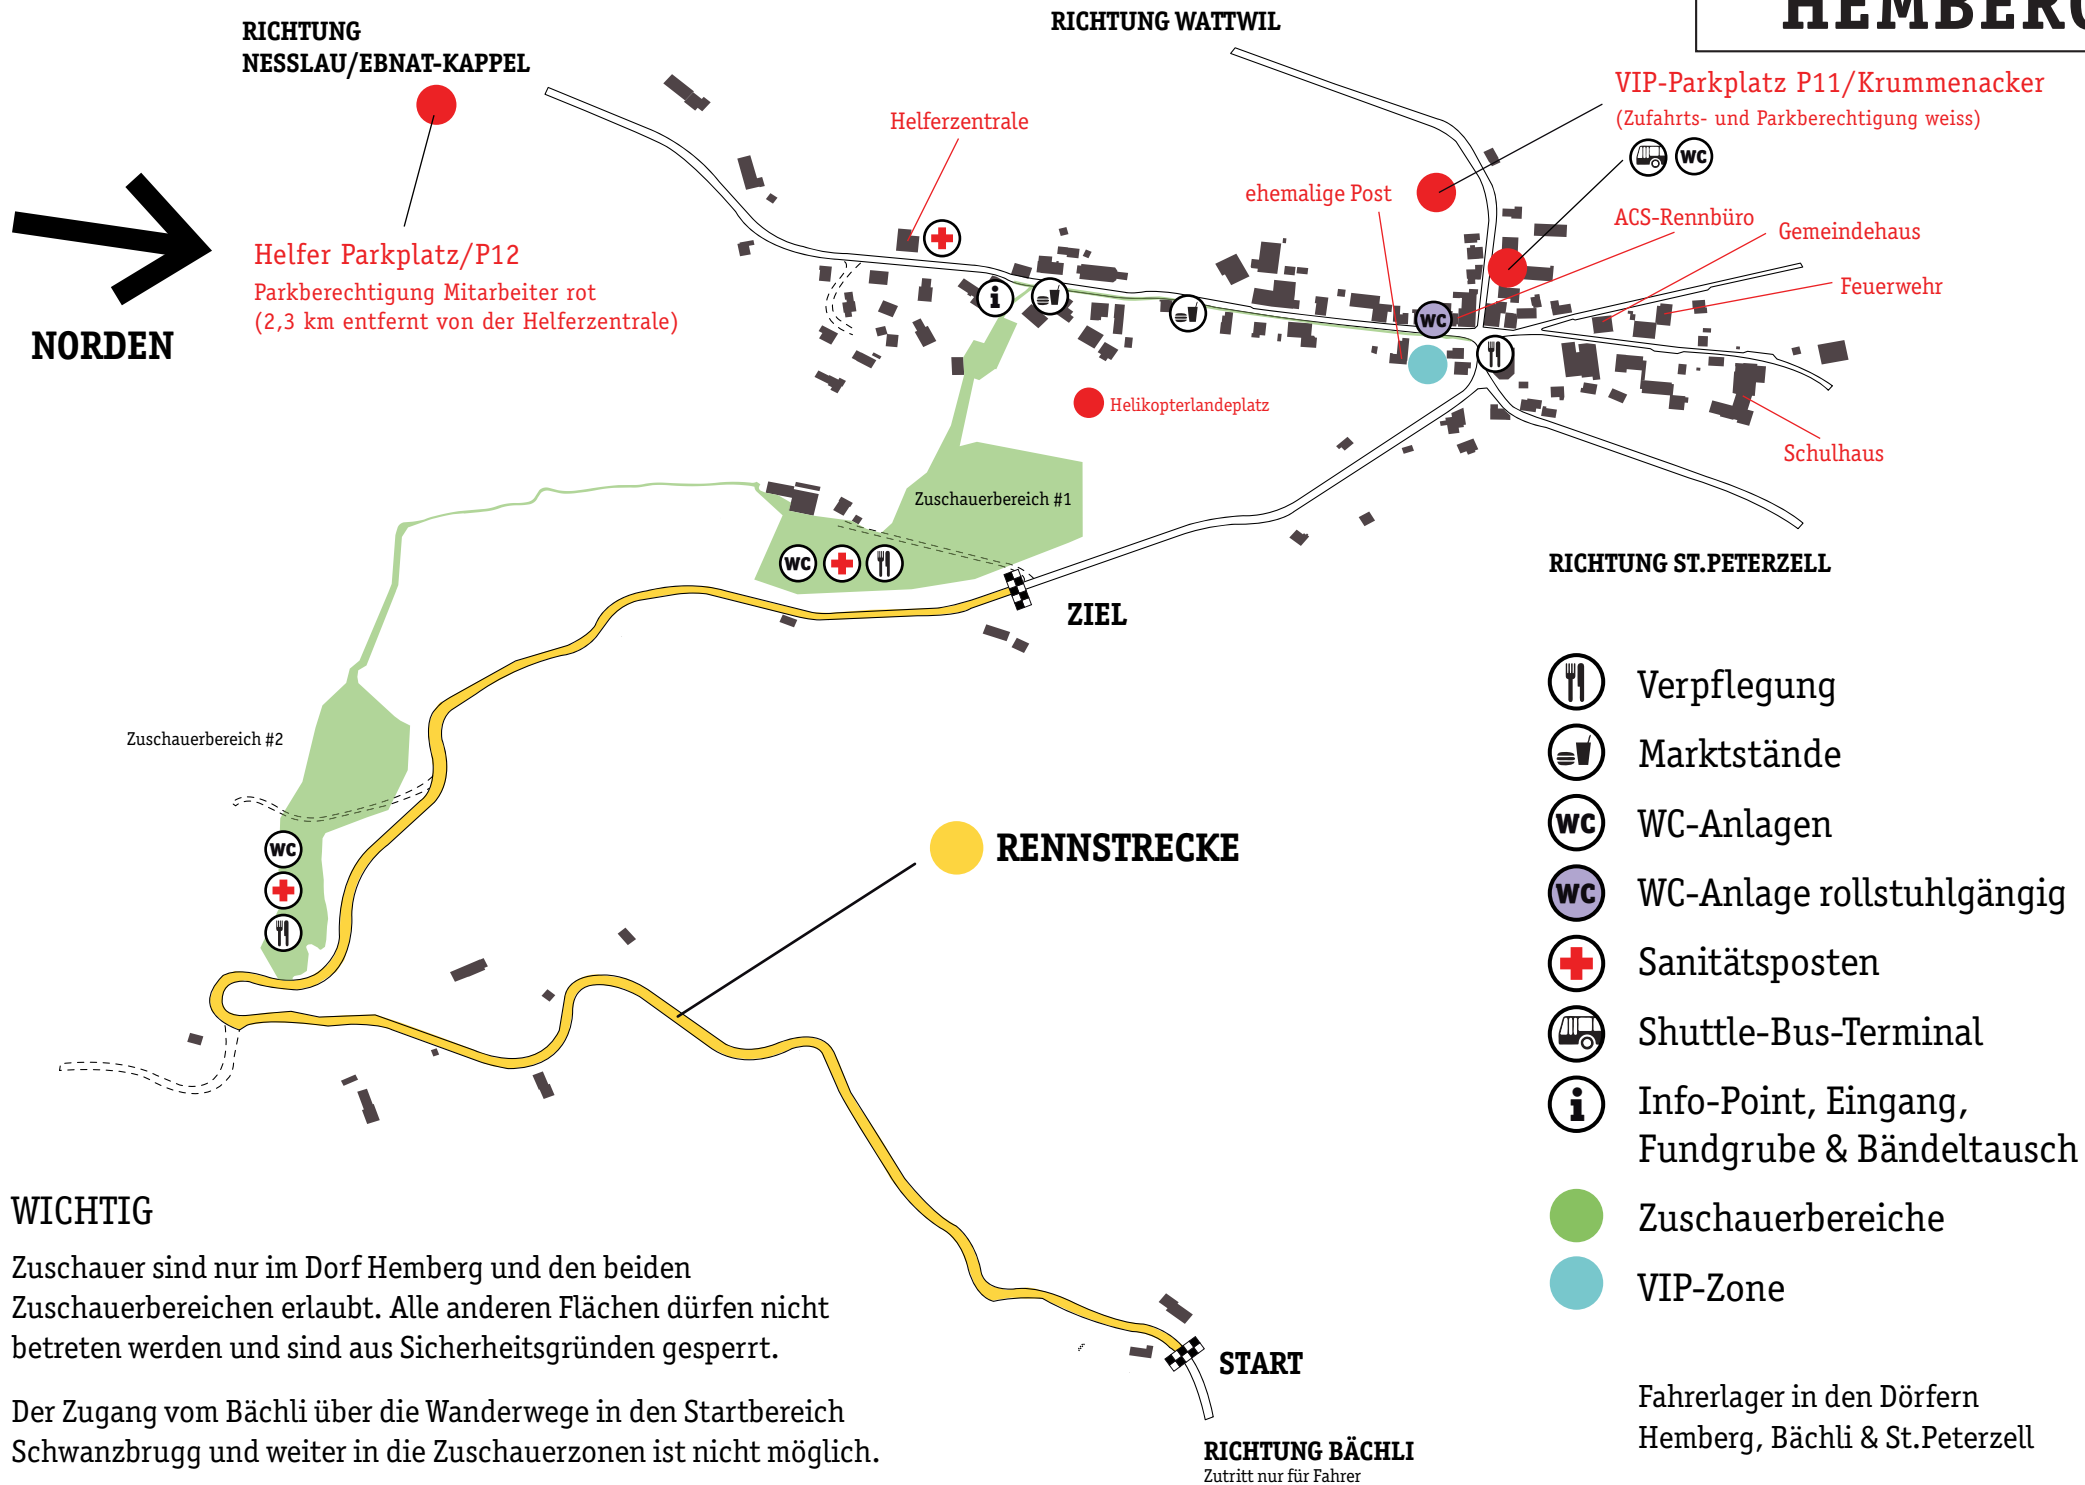 RICHTUNG
NESSLAU/EBNAT-KAPPEL
RICHTUNG WATTWIL
HEMBERG
VIP-Parkplatz P11/Krummenacker
(Zufahrts- und Parkberechtigung weiss)
WC
Helferzentrale
ehemalige Post
ACS-Rennbüro
Gemeindehaus
Feuerwehr
Helfer Parkplatz/P12
Parkberechtigung Mitarbeiter rot
(2,3 km entfernt von der Helferzentrale)
NORDEN
i
WC
Helikopterlandeplatz
Schulhaus
Zuschauerbereich #1
WC
RICHTUNG ST.PETERZELL
ZIEL
Zuschauerbereich #2
WC
RENNSTRECKE
Verpflegung
Marktstände
WC WC-Anlagen
WC WC-Anlage rollstuhlgängig
Sanitätsposten
Shuttle-Bus-Terminal
i Info-Point, Eingang,
Fundgrube & Bändeltausch
Zuschauerbereiche
VIP-Zone
WICHTIG
Zuschauer sind nur im Dorf Hemberg und den beiden
Zuschauerbereichen erlaubt. Alle anderen Flächen dürfen nicht
betreten werden und sind aus Sicherheitsgründen gesperrt.
Der Zugang vom Bächli über die Wanderwege in den Startbereich
Schwanzbrugg und weiter in die Zuschauerzonen ist nicht möglich.
START
RICHTUNG BÄCHLI
Zutritt nur für Fahrer
Fahrerlager in den Dörfern
Hemberg, Bächli & St.Peterzell